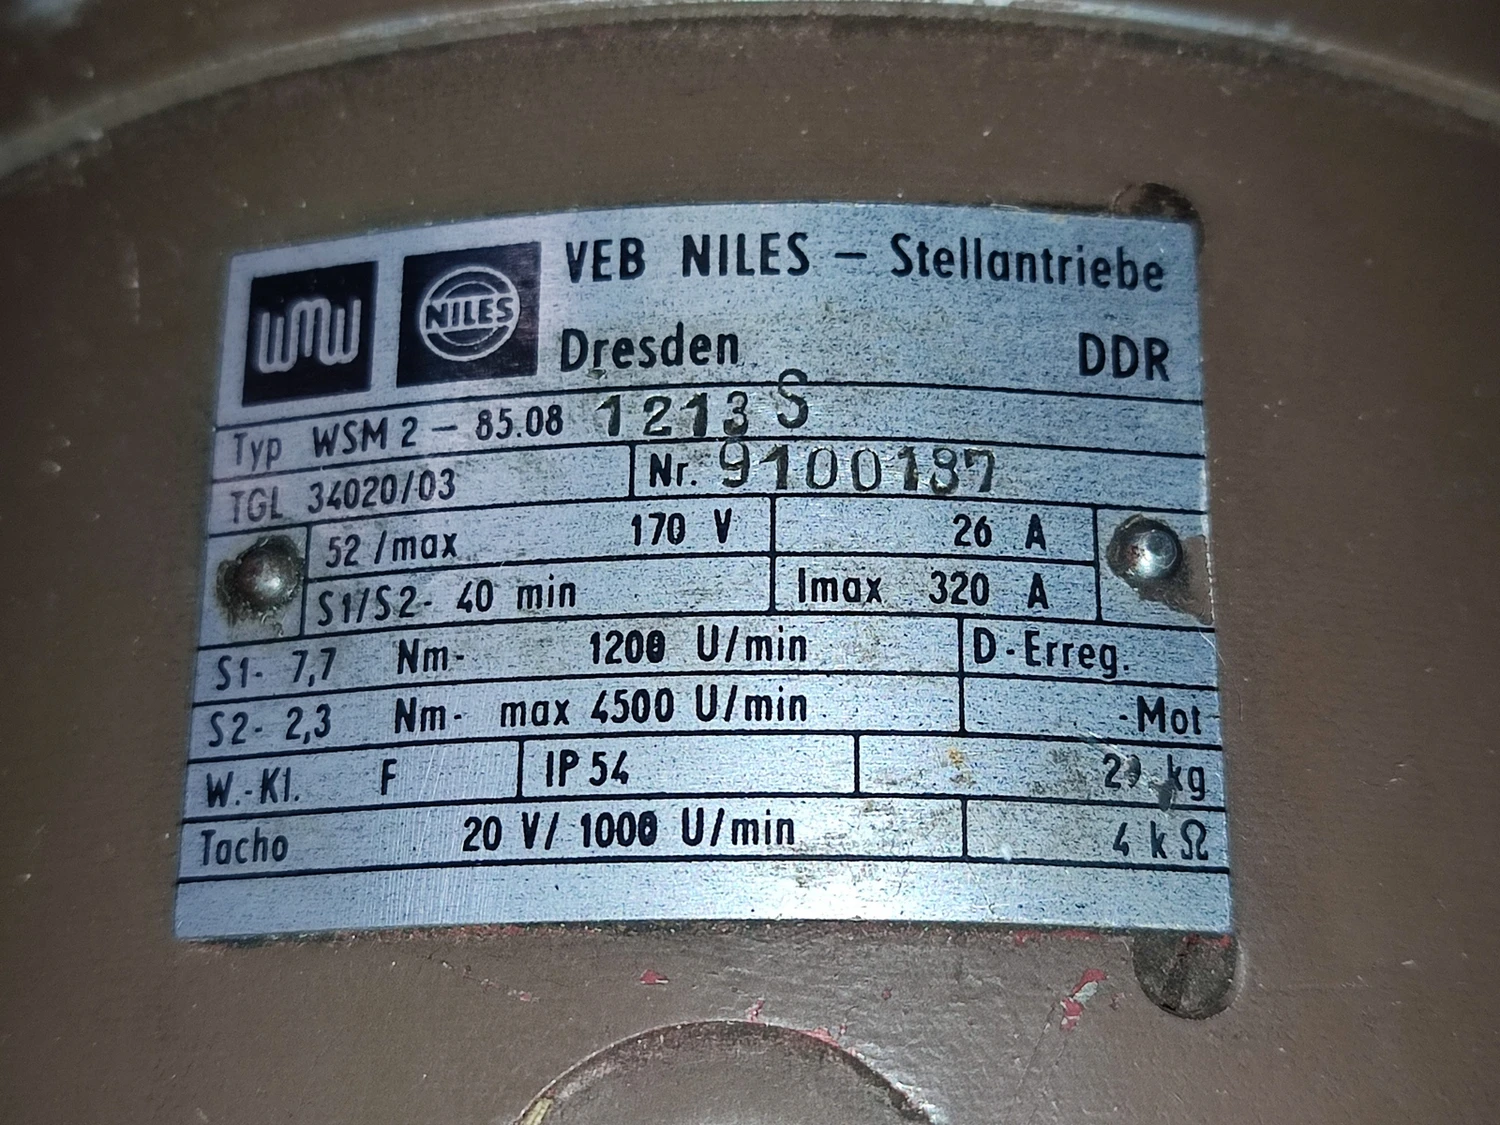 WMW NILES VEB NILES – Stellantriebe
Dresden DDR
Typ WSM 2 – 85.08 1213 S
TGL 34020/03 Nr. 9100187
52 /max 170 V 26 A
S1/S2- 40 min Imax 320 A
S1- 7,7 Nm- 1200 U/min D-Erreg.
S2- 2,3 Nm- max 4500 U/min -Mot
W.-Kl. F IP 54 kg
Tacho 20 V/ 1000 U/min 4 k Ω